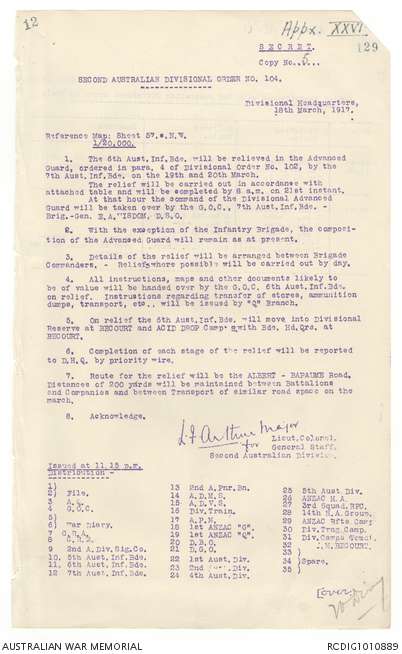 12
Appx. XXVI
129
SECRET.
Copy No. 5...
SECOND AUSTRALIAN DIVISIONAL ORDER NO. 104.
Divisional Headquarters,
18th March, 1917.
Reference Map: Sheet 57.c.N.W.
1/20,000.
1. The 6th Aust.Inf.Bde. will be relieved in the Advanced
Guard, ordered in para. 4 of Divisional Order No. 102, by the
7th Aust.Inf.Bde. on the 19th and 20th March.
The relief will be carried out in accordance with
attached table and will be completed by 6 a.m. on 21st instant.
At that hour the command of the Divisional Advanced
Guard will be taken over by the G.O.C., 7th Aust.Inf.Bde. -
Brig.-Gen. E.A. WISDOM, D.S.O.
2. With the exception of the Infantry Brigade, the composi-
tion of the Advanced Guard will remain as at present.
3. Details of the relief will be arranged between Brigade
Commanders. - Reliefs where possible will be carried out by day.
4. All instructions, maps and other documents likely to
be of value will be handed over by the G.O.C. 6th Aust.Inf.Bde.
on relief. Instructions regarding transfer of stores, ammunition
dumps, transport, etc., will be issued by "Q" Branch.
5. On relief the 6th Aust.Inf.Bde. will move into Divisional
Reserve at BECOURT and ACID DROP Camp with Bde. Hd.Qrs. at
BECOURT.
6. Completion of each stage of the relief will be reported
to D.H.Q. by priority wire.
7. Route for the relief will be the ALBERT - BAPAUME Road.
Distances of 200 yards will be maintained between Battalions
and Companies and between Transport of similar road space on the
march.
8. Acknowledge.
Major
for
Lieut.Colonel,
General Staff,
Second Australian Division.
Issued at 11.15 p.m.
Distribution -
1)
2) File.
3 A.
4 G.O.C.
5)
6) War Diary.
7 C.R.A.
8 C.R.E.
9 2nd A.Div.Sig.Co.
10 5th Aust.Inf.Bde.
11 6th Aust.Inf.Bde.
12 7th Aust.Inf.Bde.
13 2nd A.Pnr.Bn.
14 A.D.M.S.
15 A.D.V.S.
16 Div.Train.
17 A.P.M.
18 1st ANZAC "G".
19 1st ANZAC "Q".
20 D.B.O.
21 D.G.O.
22 1st Aust.Div.
23 2nd Div.
24 4th Aust.Div.
25 5th Aust Div.
26 ANZAC H.A.
27 3rd Squad.RFC.
28 14th H.A.Group.
29 ANZAC Rfts.Camp
30 Div.Trng.Camp.
31 Div.Camps
32 BECOURT.
33 )
34 )Spare.
35 )
[over
AUSTRALIAN WAR MEMORIAL
RCDIG1010889